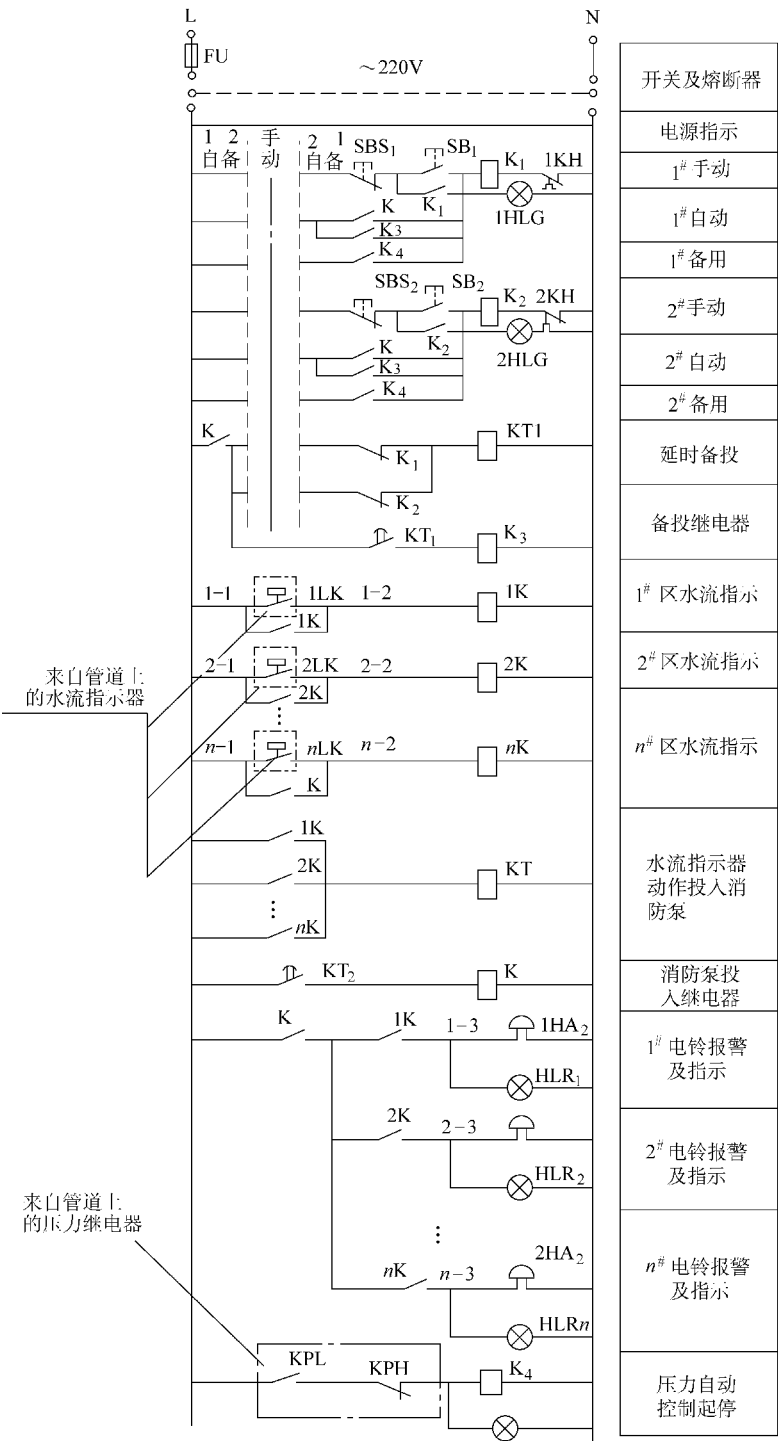 L
N
FU
～220V
开关及熔断器
电源指示
1 2
自备
手动
2 1
自备
SBS₁
SB₁
K₁
1KH
1# 手动
K
K₁
1HLG
1# 自动
K3
K₄
1# 备用
SBS₂
SB₂
K₂
2KH
2# 手动
K
K₂
2HLG
2# 自动
K3
K₄
2# 备用
K
K₁
KT1
延时备投
K₂
KT₁
K₃
备投继电器
1-1
1LK
1-2
1K
1# 区水流指示
1K
来自管道上
的水流指示器
2-1
2LK
2-2
2K
2# 区水流指示
2K
⋮
n-1
nLK
n-2
nK
n# 区水流指示
K
1K
2K
KT
水流指示器
动作投入消
防泵
⋮
nK
KT₂
K
消防泵投
入继电器
K
1K
1-3
1HA₂
1# 电铃报警
及指示
HLR₁
2K
2-3
2# 电铃报警
及指示
HLR₂
来自管道上
的压力继电器
⋮
nK
n-3
2HA₂
n# 电铃报警
及指示
HLRn
KPL
KPH
K₄
压力自动
控制起停